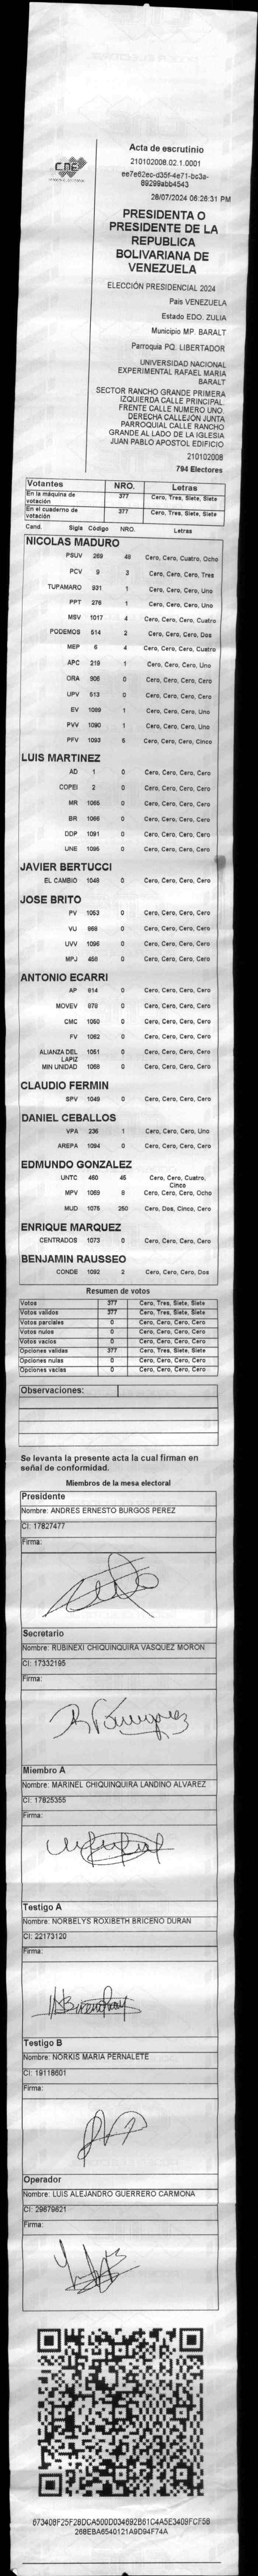 CNE
Acta de escrutinio
210102008.02.1.0001
ee7e62ec-d35f-4e71-bc3a-
89299abb4543
28/07/2024 06:26:31 PM
PRESIDENTA O
PRESIDENTE DE LA
REPUBLICA
BOLIVARIANA DE
VENEZUELA
ELECCIÓN PRESIDENCIAL 2024
Pais VENEZUELA
Estado EDO. ZULIA
Municipio MP. BARALT
Parroquia PQ. LIBERTADOR
UNIVERSIDAD NACIONAL
EXPERIMENTAL RAFAEL MARIA
BARALT
SECTOR RANCHO GRANDE PRIMERA
IZQUIERDA CALLE PRINCIPAL.
FRENTE CALLE NUMERO UNO.
DERECHA CALLEJÓN JUNTA
PARROQUIAL CALLE RANCHO
GRANDE AL LADO DE LA IGLESIA
JUAN PABLO APOSTOL EDIFICIO
210102008
794 Electores
Votantes NRO. Letras
En la máquina de votación 377 Cero, Tres, Siete, Siete
En el cuaderno de votación 377 Cero, Tres, Siete, Siete
Cand. Sigla Código NRO. Letras
NICOLAS MADURO
PSUV 269 48 Cero, Cero, Cuatro, Ocho
PCV 9 3 Cero, Cero, Cero, Tres
TUPAMARO 931 1 Cero, Cero, Cero, Uno
PPT 276 1 Cero, Cero, Cero, Uno
MSV 1017 4 Cero, Cero, Cero, Cuatro
PODEMOS 514 2 Cero, Cero, Cero, Dos
MEP 6 4 Cero, Cero, Cero, Cuatro
APC 219 1 Cero, Cero, Cero, Uno
ORA 906 0 Cero, Cero, Cero, Cero
UPV 513 0 Cero, Cero, Cero, Cero
EV 1089 1 Cero, Cero, Cero, Uno
PVV 1090 1 Cero, Cero, Cero, Uno
PFV 1093 5 Cero, Cero, Cero, Cinco
LUIS MARTINEZ
AD 1 0 Cero, Cero, Cero, Cero
COPEI 2 0 Cero, Cero, Cero, Cero
MR 1065 0 Cero, Cero, Cero, Cero
BR 1066 0 Cero, Cero, Cero, Cero
DDP 1091 0 Cero, Cero, Cero, Cero
UNE 1095 0 Cero, Cero, Cero, Cero
JAVIER BERTUCCI
EL CAMBIO 1048 0 Cero, Cero, Cero, Cero
JOSE BRITO
PV 1053 0 Cero, Cero, Cero, Cero
VU 868 0 Cero, Cero, Cero, Cero
UVV 1096 0 Cero, Cero, Cero, Cero
MPJ 458 0 Cero, Cero, Cero, Cero
ANTONIO ECARRI
AP 814 0 Cero, Cero, Cero, Cero
MOVEV 878 0 Cero, Cero, Cero, Cero
CMC 1050 0 Cero, Cero, Cero, Cero
FV 1062 0 Cero, Cero, Cero, Cero
ALIANZA DEL LAPIZ 1051 0 Cero, Cero, Cero, Cero
MIN UNIDAD 1058 0 Cero, Cero, Cero, Cero
CLAUDIO FERMIN
SPV 1049 0 Cero, Cero, Cero, Cero
DANIEL CEBALLOS
VPA 236 1 Cero, Cero, Cero, Uno
AREPA 1094 0 Cero, Cero, Cero, Cero
EDMUNDO GONZALEZ
UNTC 460 45 Cero, Cero, Cuatro, Cinco
MPV 1069 8 Cero, Cero, Cero, Ocho
MUD 1075 250 Cero, Dos, Cinco, Cero
ENRIQUE MARQUEZ
CENTRADOS 1073 0 Cero, Cero, Cero, Cero
BENJAMIN RAUSSEO
CONDE 1092 2 Cero, Cero, Cero, Dos
Resumen de votos
Votos 377 Cero, Tres, Siete, Siete
Votos validos 377 Cero, Tres, Siete, Siete
Votos parciales 0 Cero, Cero, Cero, Cero
Votos nulos 0 Cero, Cero, Cero, Cero
Votos vacios 0 Cero, Cero, Cero, Cero
Opciones validas 377 Cero, Tres, Siete, Siete
Opciones nulas 0 Cero, Cero, Cero, Cero
Opciones vacias 0 Cero, Cero, Cero, Cero
Observaciones:
Se levanta la presente acta la cual firman en
señal de conformidad.
Miembros de la mesa electoral
Presidente
Nombre: ANDRES ERNESTO BURGOS PEREZ
CI: 17827477
Firma:
Secretario
Nombre: RUBINEXI CHIQUINQUIRA VASQUEZ MORON
CI: 17332195
Firma:
Miembro A
Nombre: MARINEL CHIQUINQUIRA LANDINO ALVAREZ
CI: 17825355
Firma:
Testigo A
Nombre: NORBELYS ROXIBETH BRICENO DURAN
CI: 22173120
Firma:
Testigo B
Nombre: NORKIS MARIA PERNALETE
CI: 19118601
Firma:
Operador
Nombre: LUIS ALEJANDRO GUERRERO CARMONA
CI: 29679621
Firma: